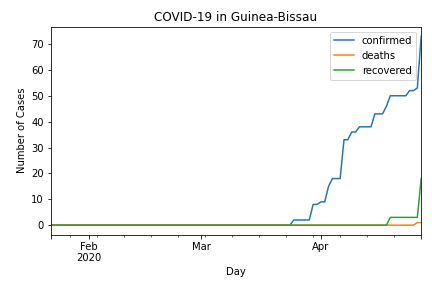 COVID-19 in Guinea-Bissau
confirmed
deaths
recovered
Number of Cases
70
60
50
40
30
20
10
0
Feb
2020
Mar
Apr
Day